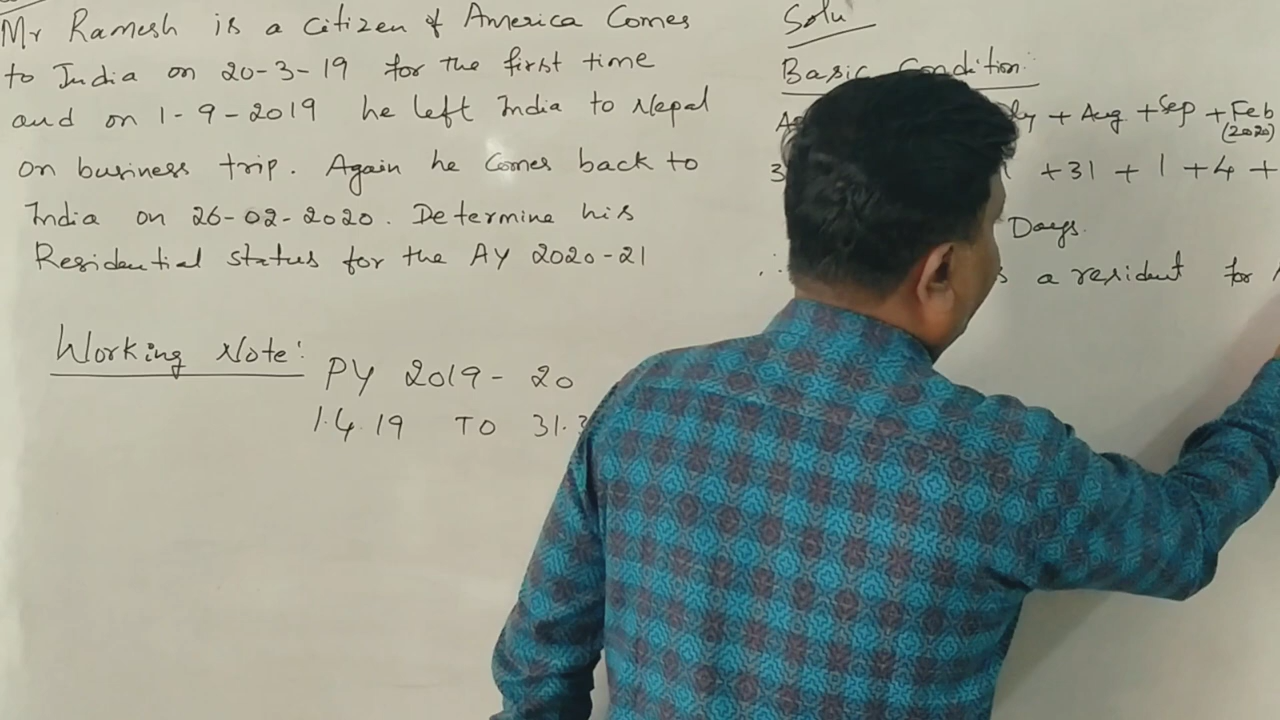 Mr Ramesh is a citizen of America Comes
to India on 20-3-19 for the first time
and on 1-9-2019 he left India to Nepal
on business trip. Again he Comes back to
India on 26-02-2020. Determine his
Residential status for the AY 2020-21
Working Note:
PY 2019-20
1.4.19 TO 31.3
Solu
Basic Condition:
+ Aug + Sep + Feb
(2020)
+31 + 1 + 4 +
Days.
∴ a resident for